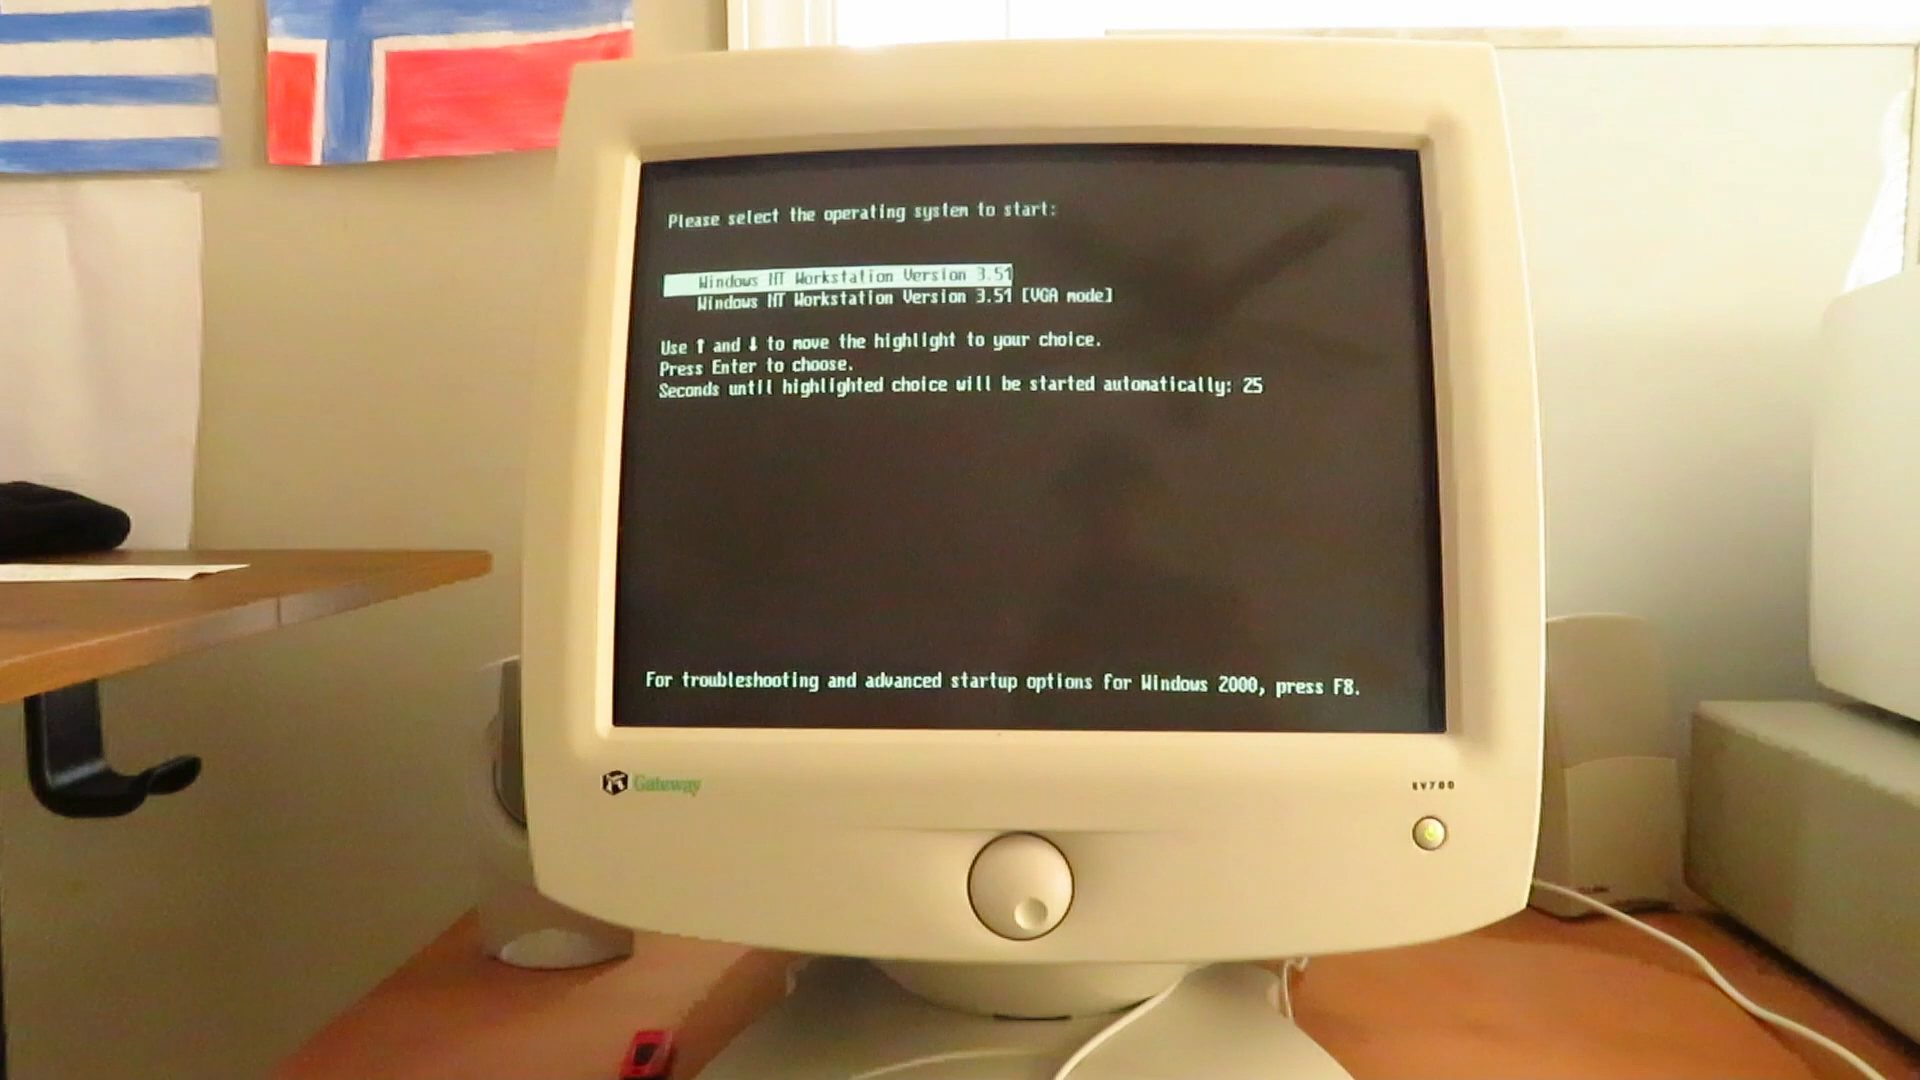 Please select the operating system to start:
Windows NT Workstation Version 3.51
Windows NT Workstation Version 3.51 [VGA mode]
Use ↑ and ↓ to move the highlight to your choice.
Press Enter to choose.
Seconds until highlighted choice will be started automatically: 25
For troubleshooting and advanced startup options for Windows 2000, press F8.
Gateway
EV700